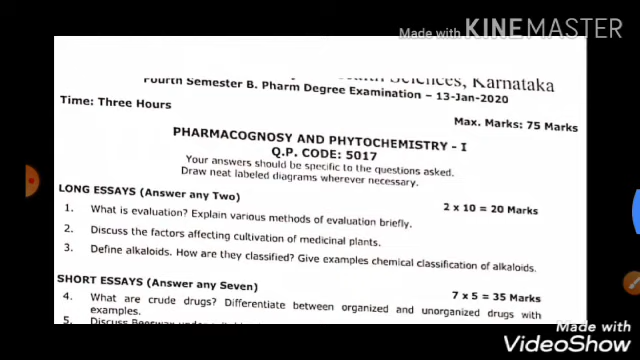 Made with KINEMASTER
Sciences, Karnataka
Fourth Semester B. Pharm Degree Examination – 13-Jan-2020
Time: Three Hours
Max. Marks: 75 Marks
PHARMACOGNOSY AND PHYTOCHEMISTRY - I
Q.P. CODE: 5017
Your answers should be specific to the questions asked.
Draw neat labeled diagrams wherever necessary.
LONG ESSAYS (Answer any Two)
2 x 10 = 20 Marks
1. What is evaluation? Explain various methods of evaluation briefly.
2. Discuss the factors affecting cultivation of medicinal plants.
3. Define alkaloids. How are they classified? Give examples chemical classification of alkaloids.
SHORT ESSAYS (Answer any Seven)
7 x 5 = 35 Marks
4. What are crude drugs? Differentiate between organized and unorganized drugs with
examples.
5. Discuss Beeswax
Made with
VideoShow